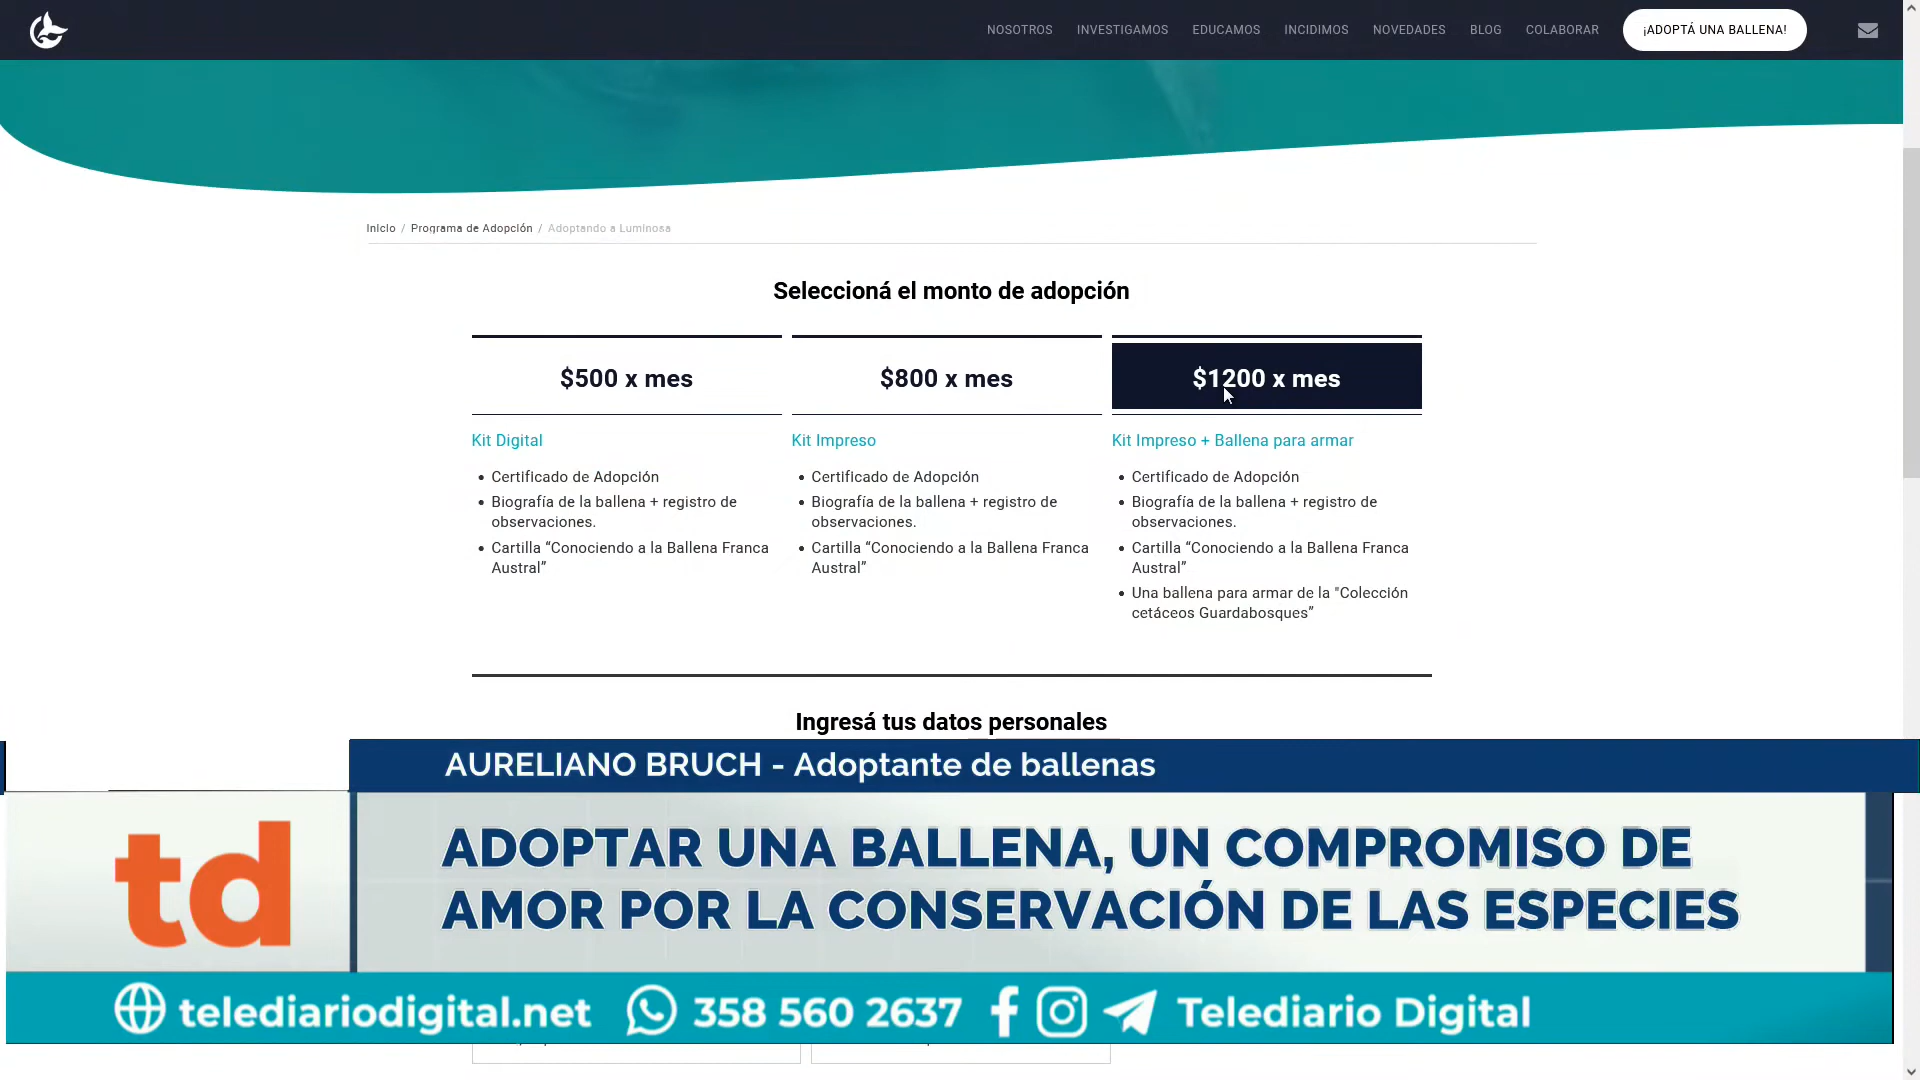 NOSOTROS INVESTIGAMOS EDUCAMOS INCIDIMOS NOVEDADES BLOG COLABORAR ¡ADOPTÁ UNA BALLENA!
Inicio / Programa de Adopción / Adoptando a Luminosa
Seleccioná el monto de adopción
$500 x mes
Kit Digital
• Certificado de Adopción
• Biografía de la ballena + registro de
observaciones.
• Cartilla “Conociendo a la Ballena Franca
Austral”
$800 x mes
Kit Impreso
• Certificado de Adopción
• Biografía de la ballena + registro de
observaciones.
• Cartilla “Conociendo a la Ballena Franca
Austral”
$1200 x mes
Kit Impreso + Ballena para armar
• Certificado de Adopción
• Biografía de la ballena + registro de
observaciones.
• Cartilla “Conociendo a la Ballena Franca
Austral”
• Una ballena para armar de la "Colección
cetáceos Guardabosques”
Ingresá tus datos personales
AURELIANO BRUCH - Adoptante de ballenas
td
ADOPTAR UNA BALLENA, UN COMPROMISO DE
AMOR POR LA CONSERVACIÓN DE LAS ESPECIES
telediariodigital.net 358 560 2637 Telediario Digital